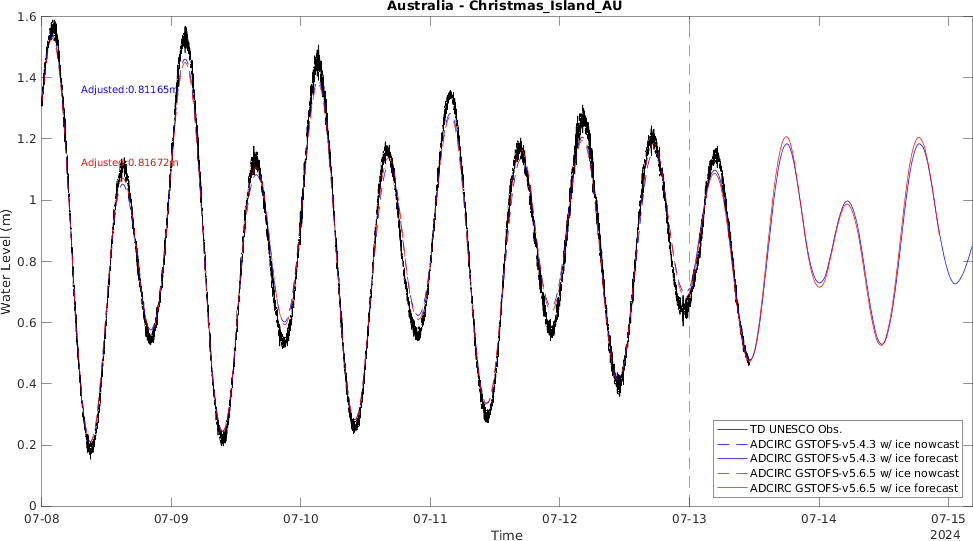 Australia - Christmas_Island_AU
1.6
1.4
1.2
1
0.8
0.6
0.4
0.2
0
Water Level (m)
Adjusted:0.81165m
Adjusted:0.81672m
TD UNESCO Obs.
ADCIRC GSTOFS-v5.4.3 w/ ice nowcast
ADCIRC GSTOFS-v5.4.3 w/ ice forecast
ADCIRC GSTOFS-v5.6.5 w/ ice nowcast
ADCIRC GSTOFS-v5.6.5 w/ ice forecast
07-08 07-09 07-10 07-11 07-12 07-13 07-14 07-15
Time
2024